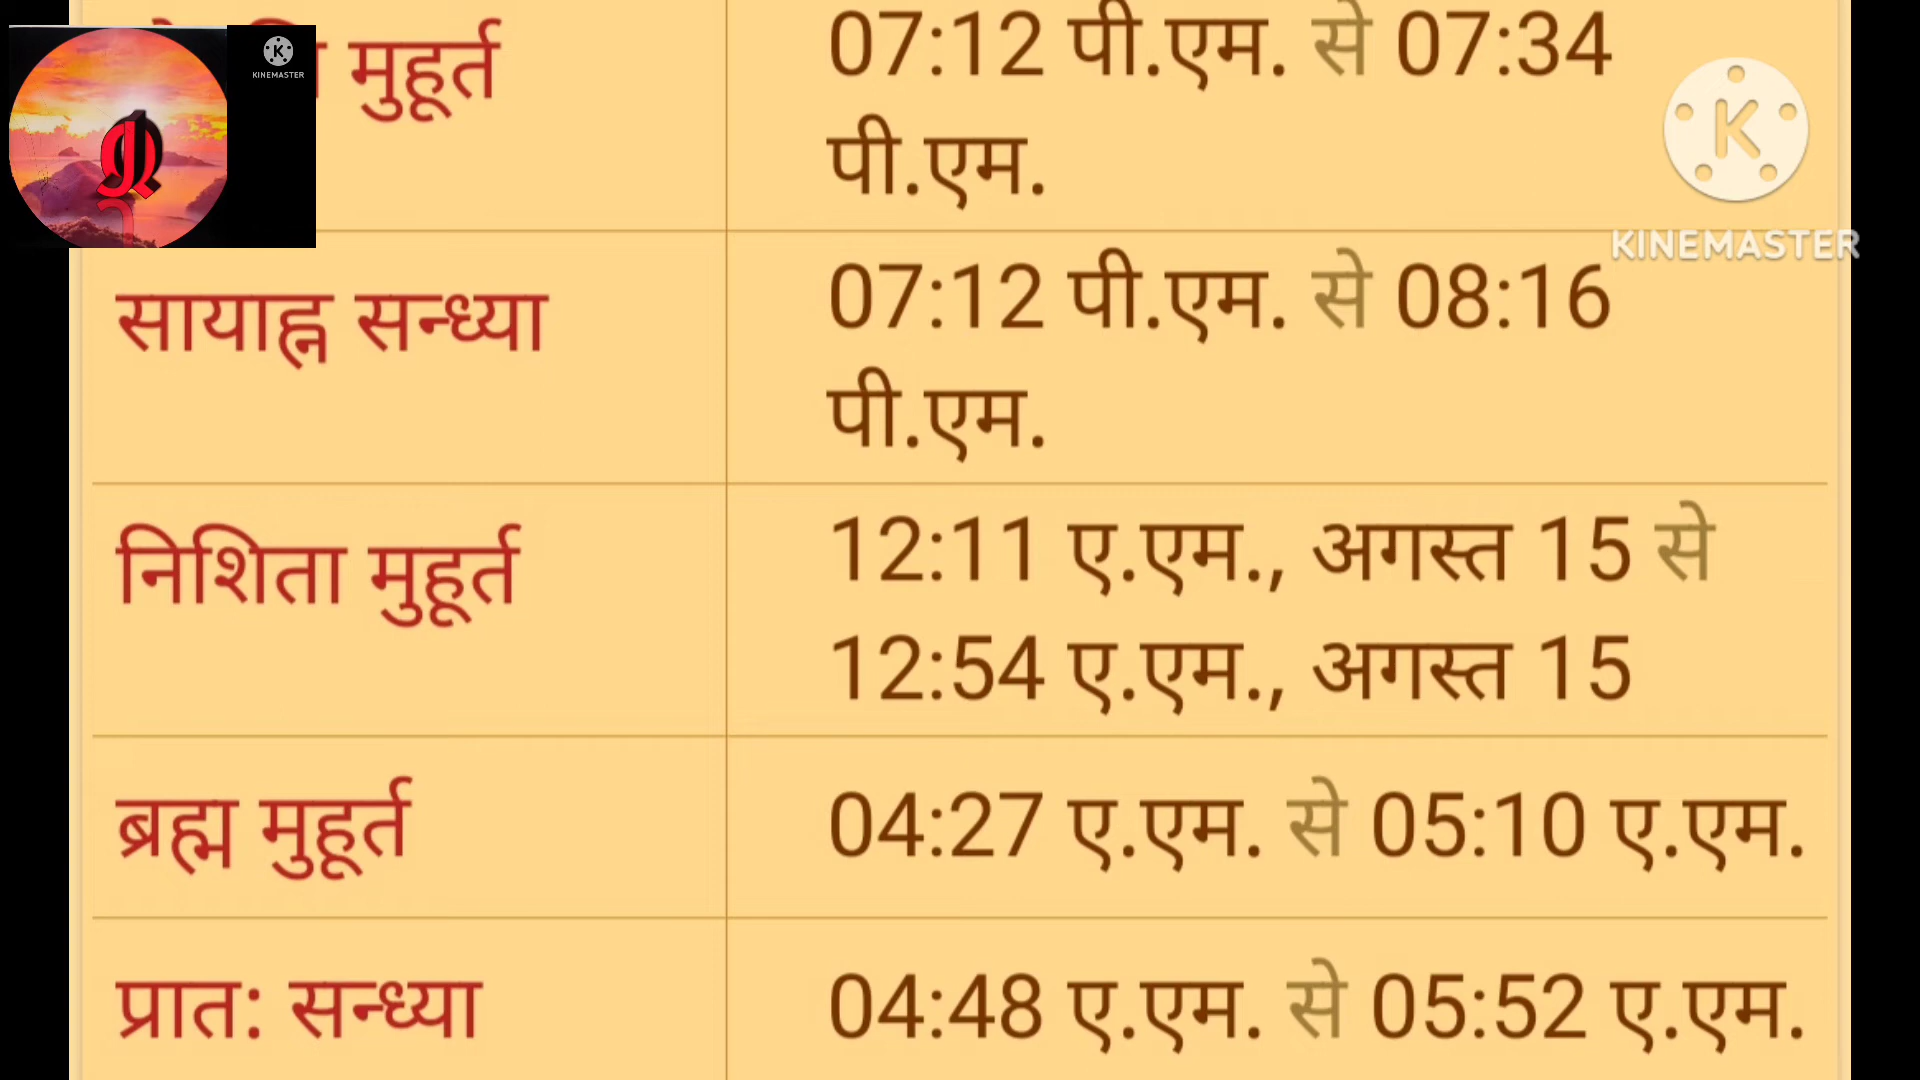 मुहूर्त
07:12 पी.एम. से 07:34
पी.एम.
KINEMASTER
KINEMASTER
सायाह्न सन्ध्या
07:12 पी.एम. से 08:16
पी.एम.
निशिता मुहूर्त
12:11 ए.एम., अगस्त 15 से
12:54 ए.एम., अगस्त 15
ब्रह्म मुहूर्त
04:27 ए.एम. से 05:10 ए.एम.
प्रात: सन्ध्या
04:48 ए.एम. से 05:52 ए.एम.